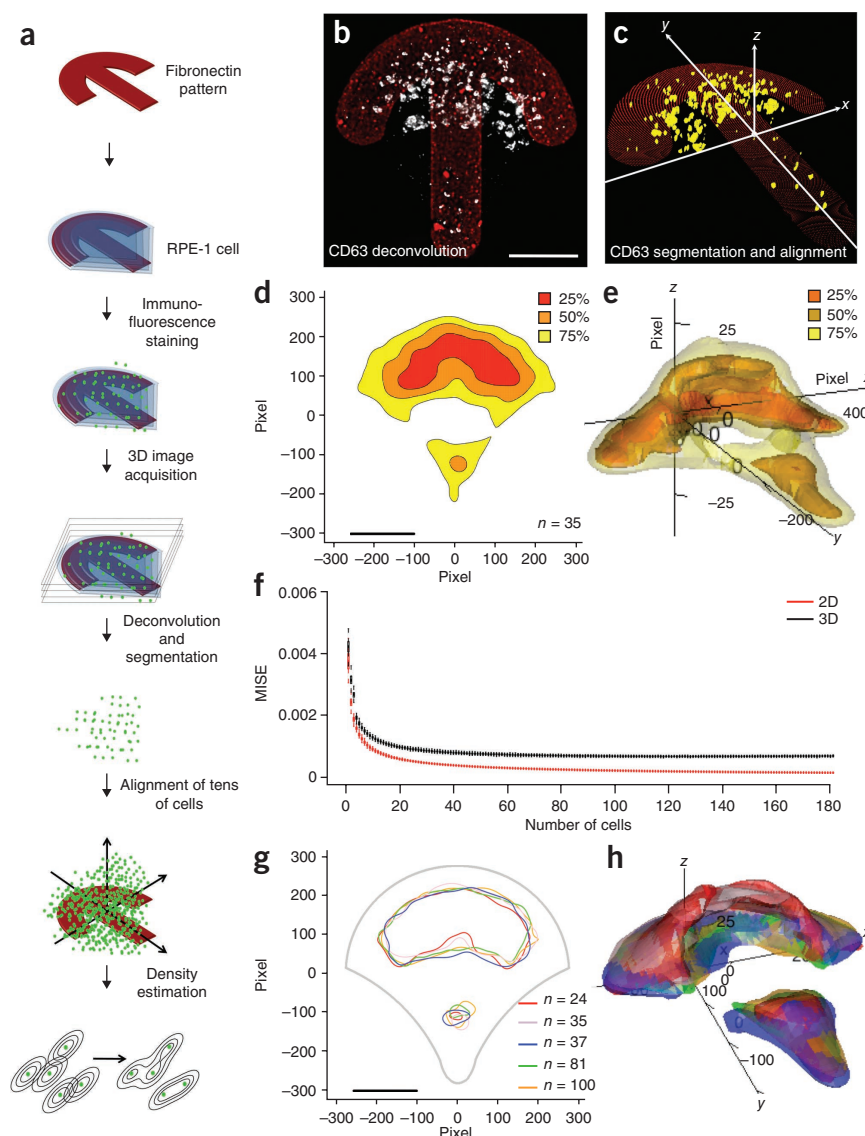 a
Fibronectin
pattern
RPE-1 cell
Immuno-
fluorescence
staining
3D image
acquisition
Deconvolution
and
segmentation
Alignment of tens
of cells
Density
estimation
b
CD63 deconvolution
c
y
z
x
CD63 segmentation and alignment
d
25%
50%
75%
300
200
100
0
−100
−200
−300
Pixel
n = 35
−300 −200 −100 0 100 200 300
Pixel
e
z
25%
50%
75%
Pixel
25
Pixel
400
0
0
0
0
−25
−200
y
f
2D
3D
0.006
0.004
0.002
0
MISE
0 20 40 60 80 100 120 140 160 180
Number of cells
g
300
200
100
0
−100
−200
−300
Pixel
n = 24
n = 35
n = 37
n = 81
n = 100
−300 −200 −100 0 100 200 300
Pixel
h
z
25
x
0
0
100
0
−100
y